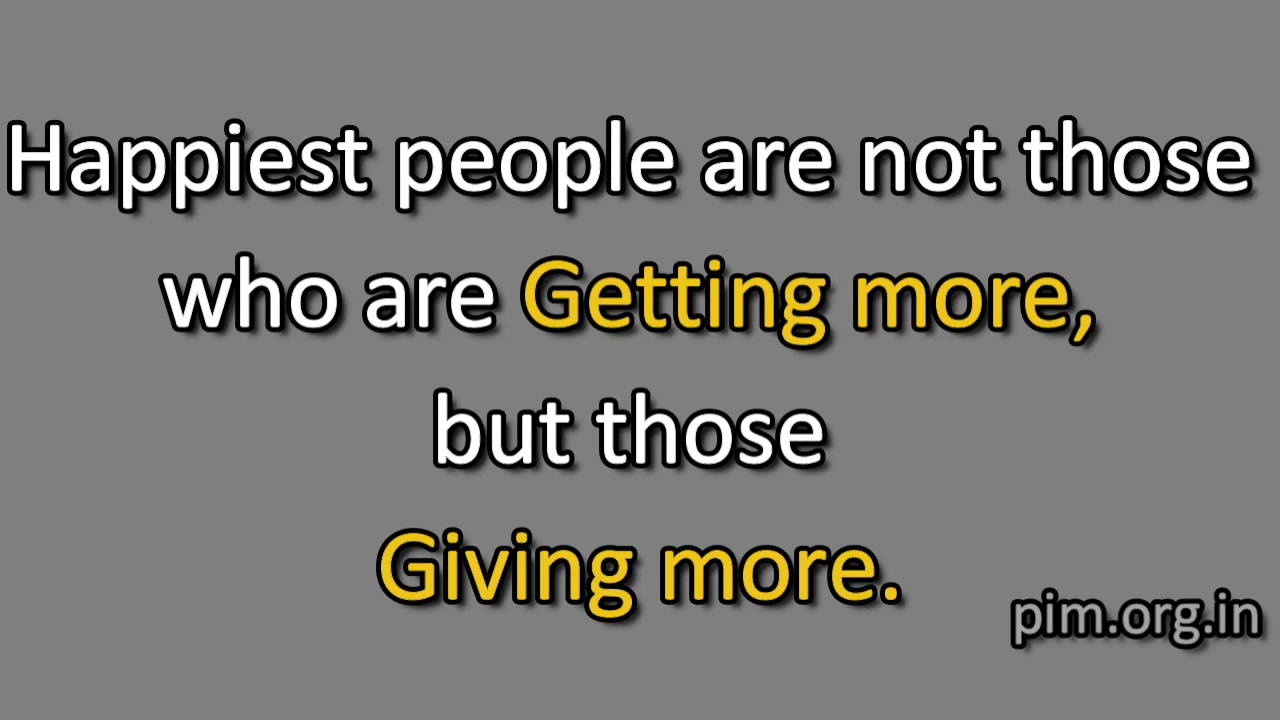 Happiest people are not those
who are Getting more,
but those
Giving more.
pim.org.in